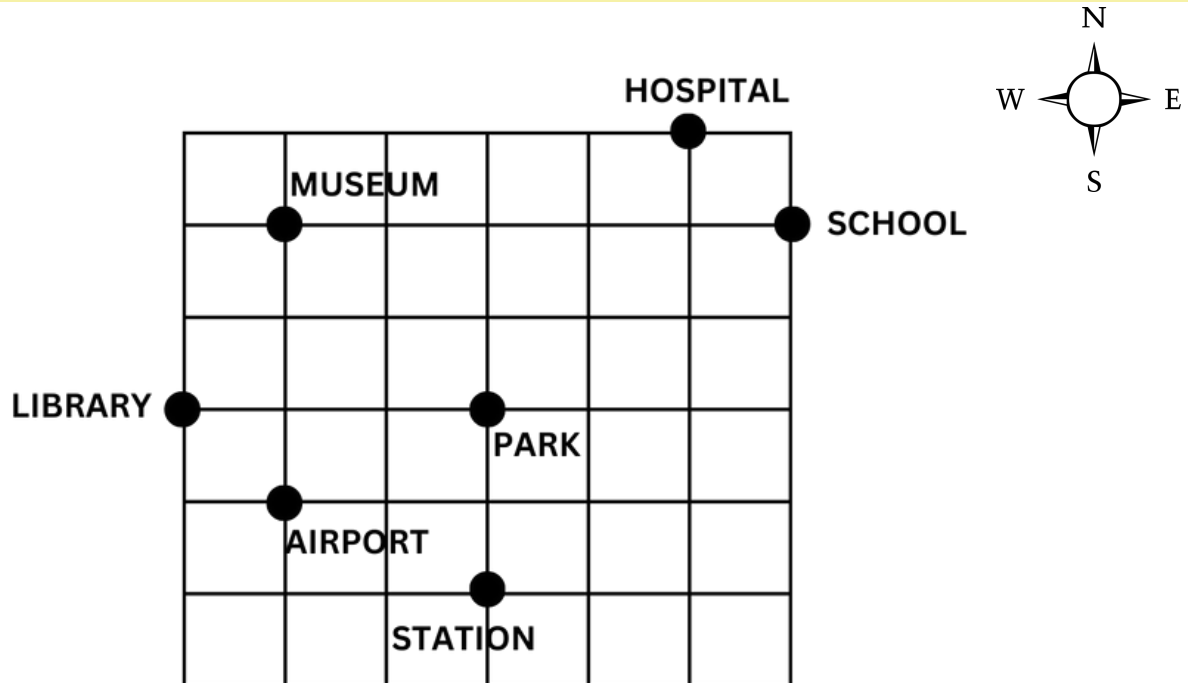 N
HOSPITAL
W
E
MUSEUM
S
SCHOOL
LIBRARY
PARK
AIRPORT
STATION